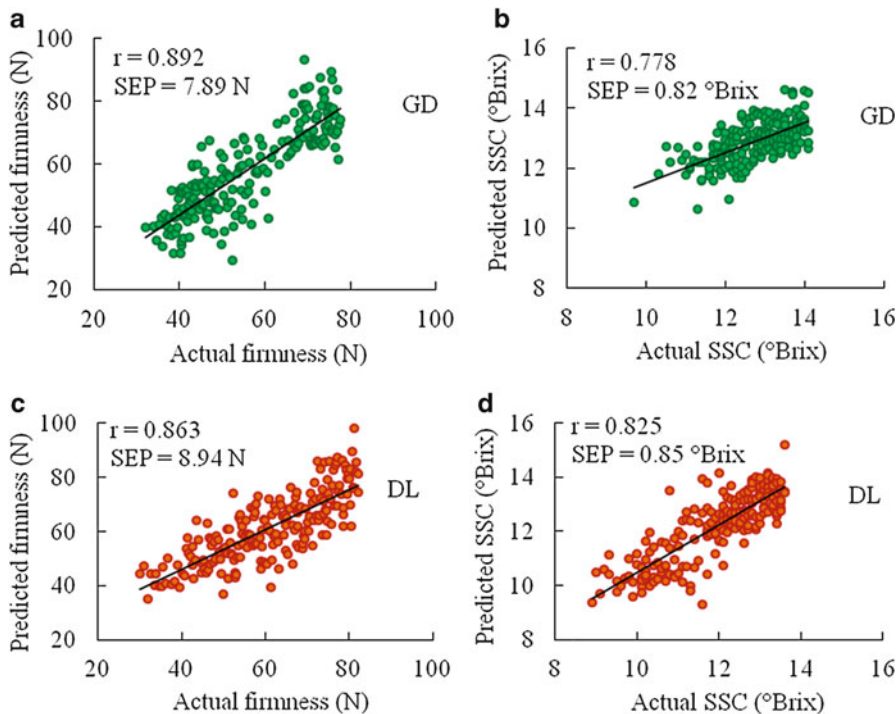 a
100
80
60
40
20
Predicted firmness (N)
r = 0.892
SEP = 7.89 N
GD
20 40 60 80 100
Actual firmness (N)
b
16
14
12
10
8
Predicted SSC (°Brix)
r = 0.778
SEP = 0.82 °Brix
GD
8 10 12 14 16
Actual SSC (°Brix)
c
100
80
60
40
20
Predicted firmness (N)
r = 0.863
SEP = 8.94 N
DL
20 40 60 80 100
Actual firmness (N)
d
16
14
12
10
8
Predicted SSC (°Brix)
r = 0.825
SEP = 0.85 °Brix
DL
8 10 12 14 16
Actual SSC (°Brix)